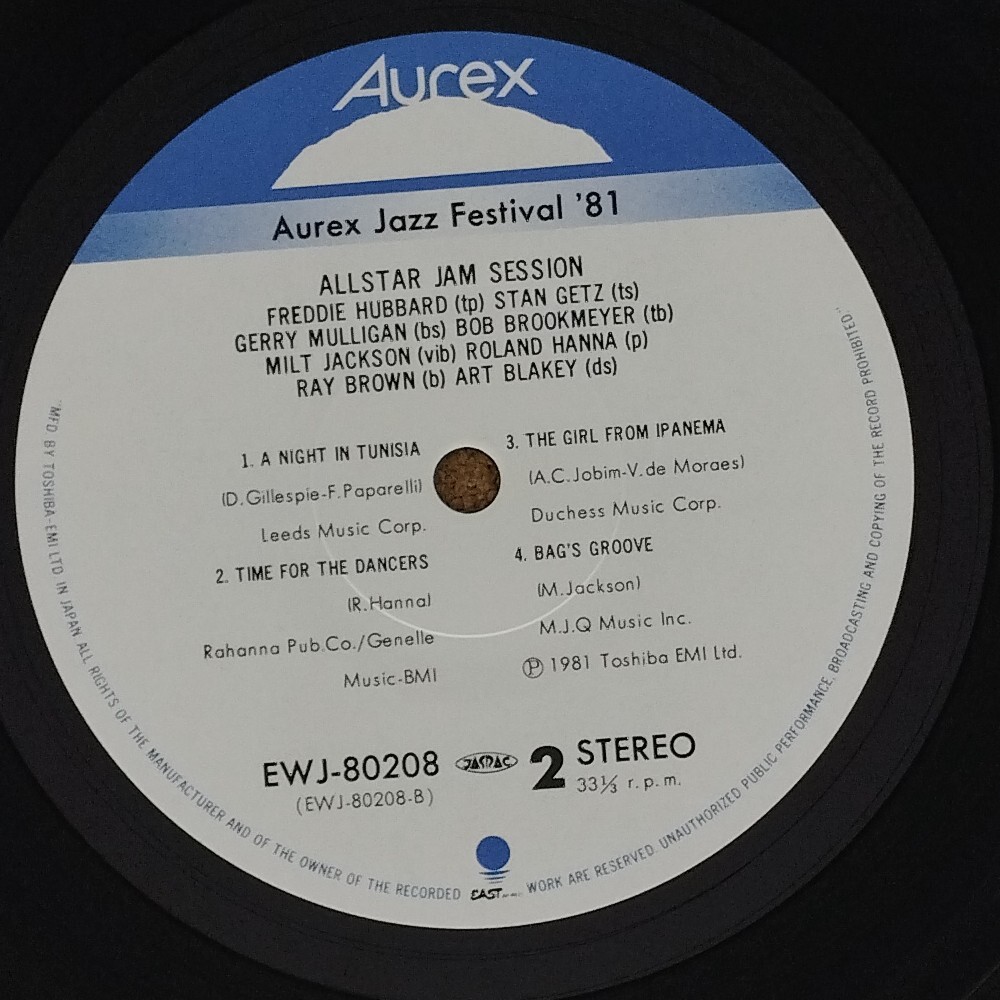 Aurex
Aurex Jazz Festival '81
ALLSTAR JAM SESSION
FREDDIE HUBBARD (tp) STAN GETZ (ts)
GERRY MULLIGAN (bs) BOB BROOKMEYER (tb)
MILT JACKSON (vib) ROLAND HANNA (p)
RAY BROWN (b) ART BLAKEY (ds)
1. A NIGHT IN TUNISIA
(D.Gillespie-F.Paparelli)
Leeds Music Corp.
2. TIME FOR THE DANCERS
(R.Hanna)
Rahanna Pub.Co./Genelle
Music-BMI
3. THE GIRL FROM IPANEMA
(A.C.Jobim-V.de Moraes)
Duchess Music Corp.
4. BAG'S GROOVE
(M.Jackson)
M.J.Q Music Inc.
Ⓟ 1981 Toshiba EMI Ltd.
EWJ-80208 JASRAC 2 STEREO
(EWJ-80208-B) 33⅓ r.p.m.
"MFD BY TOSHIBA-EMI LTD IN JAPAN ALL RIGHTS OF THE MANUFACTURER AND OF THE OWNER OF THE RECORDED WORK ARE RESERVED. UNAUTHORIZED PUBLIC PERFORMANCE, BROADCASTING AND COPYING OF THE RECORD PROHIBITED."
EAST